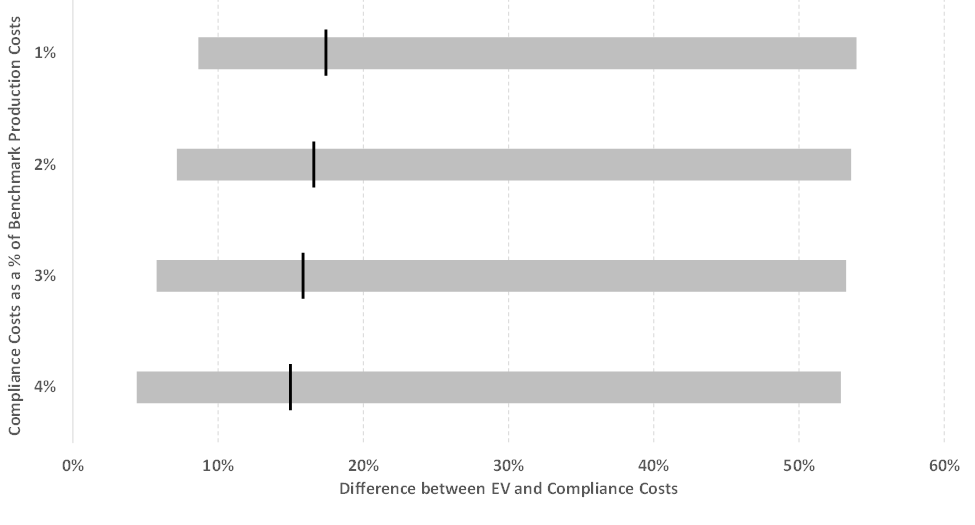 Compliance Costs as a % of Benchmark Production Costs
1%
2%
3%
4%
0% 10% 20% 30% 40% 50% 60%
Difference between EV and Compliance Costs